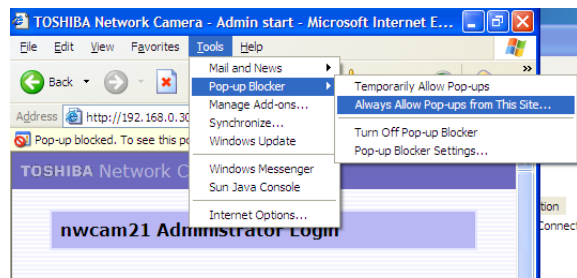 TOSHIBA Network Camera - Admin start - Microsoft Internet E...
File Edit View Favorites Tools Help
Back
»
Address http://192.168.0.30
Pop-up blocked. To see this po
TOSHIBA Network C
nwcam21 Administrator Login
Mail and News
Pop-up Blocker
Manage Add-ons...
Synchronize...
Windows Update
Windows Messenger
Sun Java Console
Internet Options...
Temporarily Allow Pop-ups
Always Allow Pop-ups from This Site...
Turn Off Pop-up Blocker
Pop-up Blocker Settings...
tion
Connect